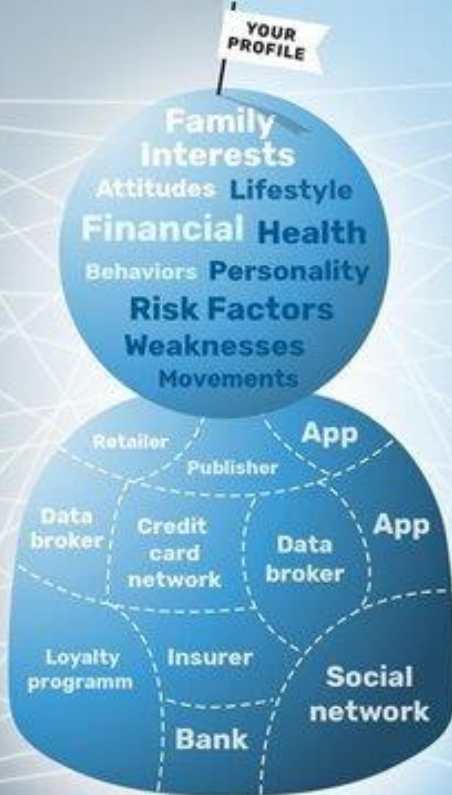 YOUR
PROFILE
Family
Interests
Attitudes Lifestyle
Financial Health
Behaviors Personality
Risk Factors
Weaknesses
Movements
Retailer
App
Publisher
Data
broker
Credit
card
network
Data
broker
App
Loyalty
programm
Insurer
Social
network
Bank